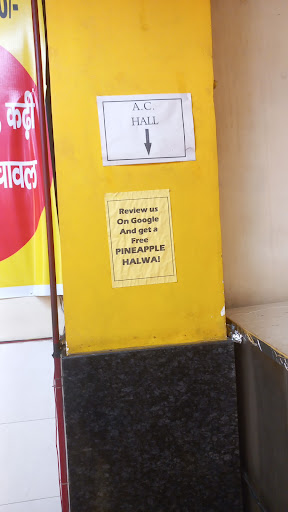 A.C.
HALL
Review us
On Google
And get a
Free
PINEAPPLE
HALWA!
कढ़ी
चावल